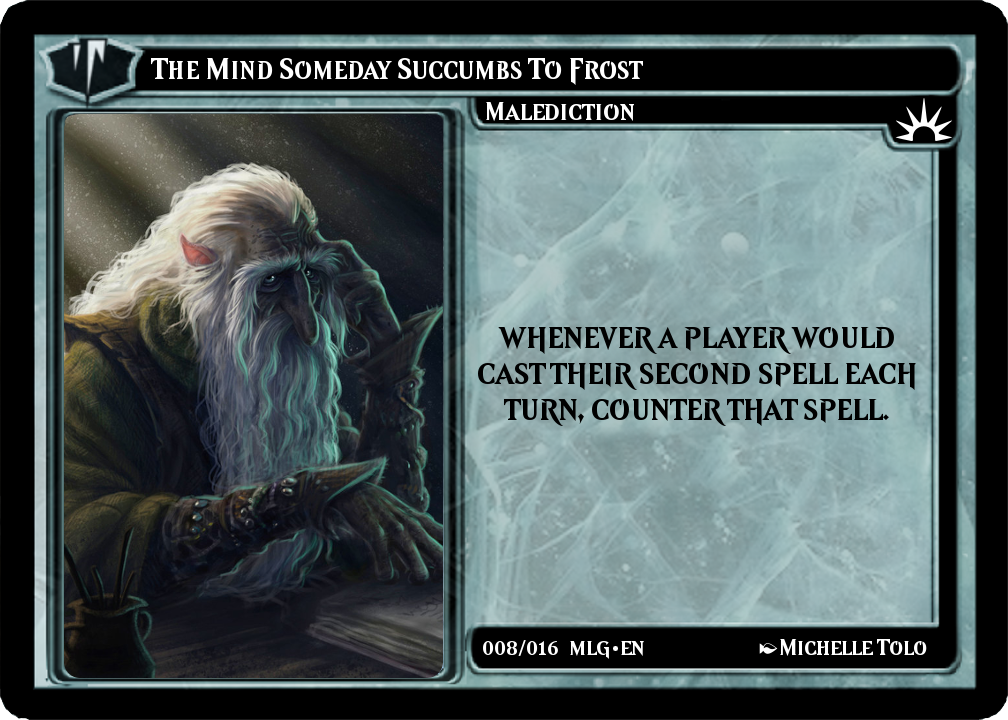 The Mind Someday Succumbs To Frost
Malediction
WHENEVER A PLAYER WOULD
CAST THEIR SECOND SPELL EACH
TURN, COUNTER THAT SPELL.
008/016 MLG•EN
Michelle Tolo